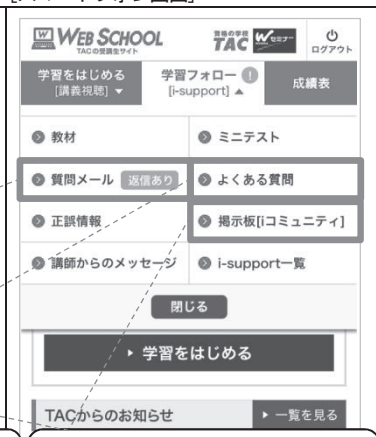 [スマートフォン画面]
WEB SCHOOL
TACの受講生サイト
資格の学校
TAC Wセミナー
ログアウト
学習をはじめる
[講義視聴] ▼
学習フォロー !
[i-support] ▲
成績表
教材
ミニテスト
質問メール 返信あり
よくある質問
正誤情報
掲示板[iコミュニティ]
講師からのメッセージ
i-support一覧
閉じる
学習をはじめる
TACからのお知らせ
一覧を見る